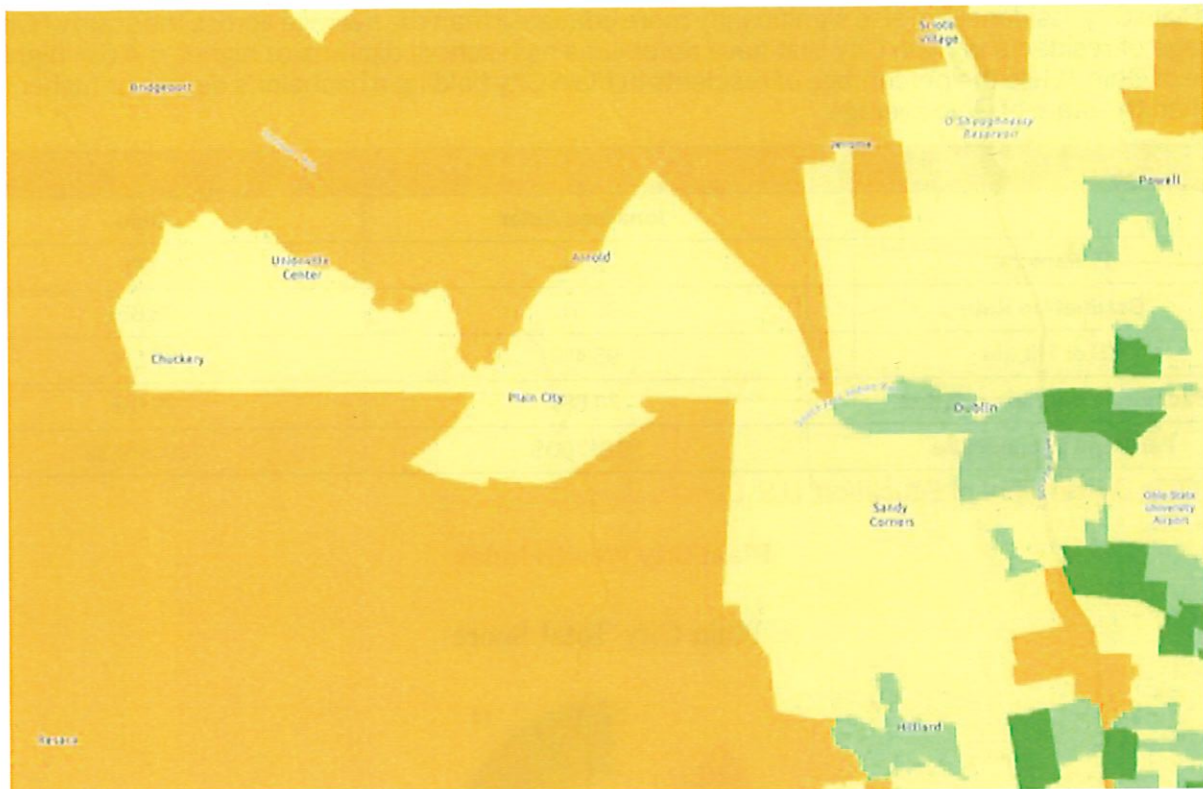 Scioto
Village
Bridgeport
O'Shaughnessy
Reservoir
Jerome
Powell
Unionville
Center
Arnold
Chuckery
Plain City
Dublin
Sandy
Corners
Ohio State
University
Airport
Hilliard
Resaca